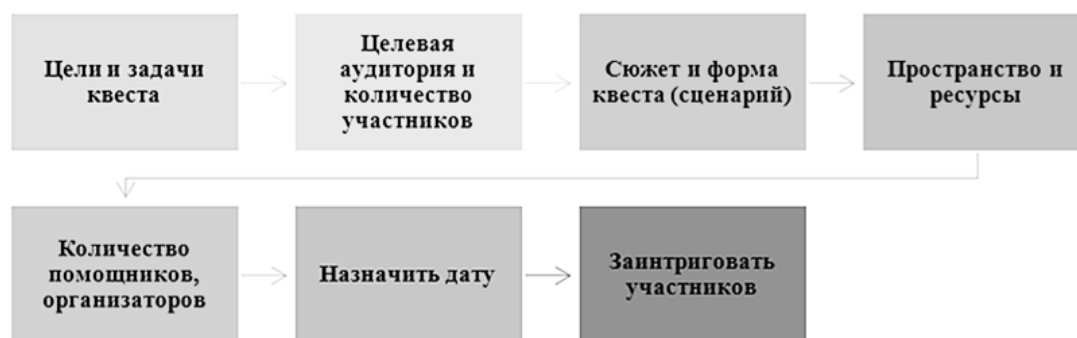 Цели и задачи
квеста
Целевая
аудитория и
количество
участников
Сюжет и форма
квеста (сценарий)
Пространство и
ресурсы
Количество
помощников,
организаторов
Назначить дату
Заинтриговать
участников